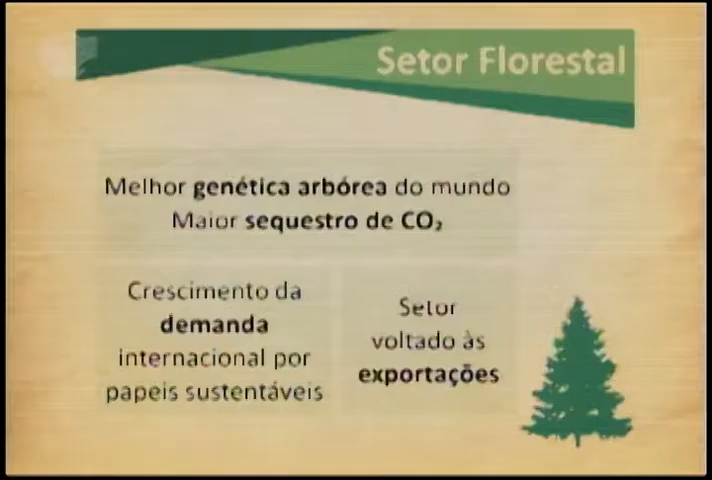 Setor Florestal
Melhor genética arbórea do mundo
Maior sequestro de CO₂
Crescimento da
demanda
internacional por
papeis sustentáveis
Setor
voltado às
exportações